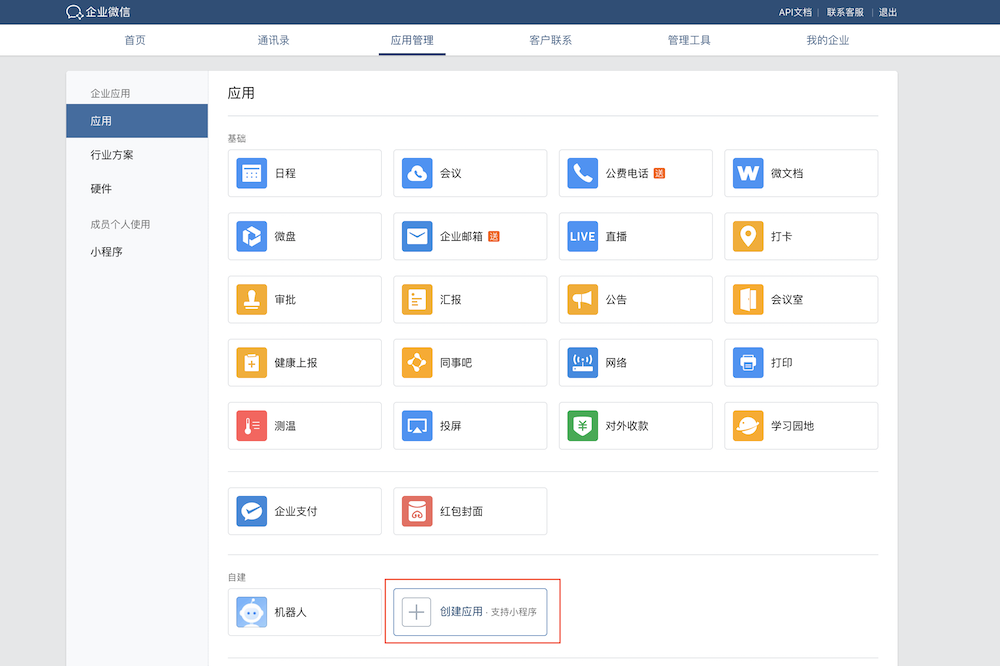 企业微信
API文档 | 联系客服 | 退出
首页 通讯录 应用管理 客户联系 管理工具 我的企业
企业应用
应用
行业方案
硬件
成员个人使用
小程序
应用
基础
日程 会议 公费电话 送 微文档
微盘 企业邮箱 送 LIVE 直播 打卡
审批 汇报 公告 会议室
健康上报 同事吧 网络 打印
测温 投屏 对外收款 学习园地
企业支付 红包封面
自建
机器人 创建应用 · 支持小程序